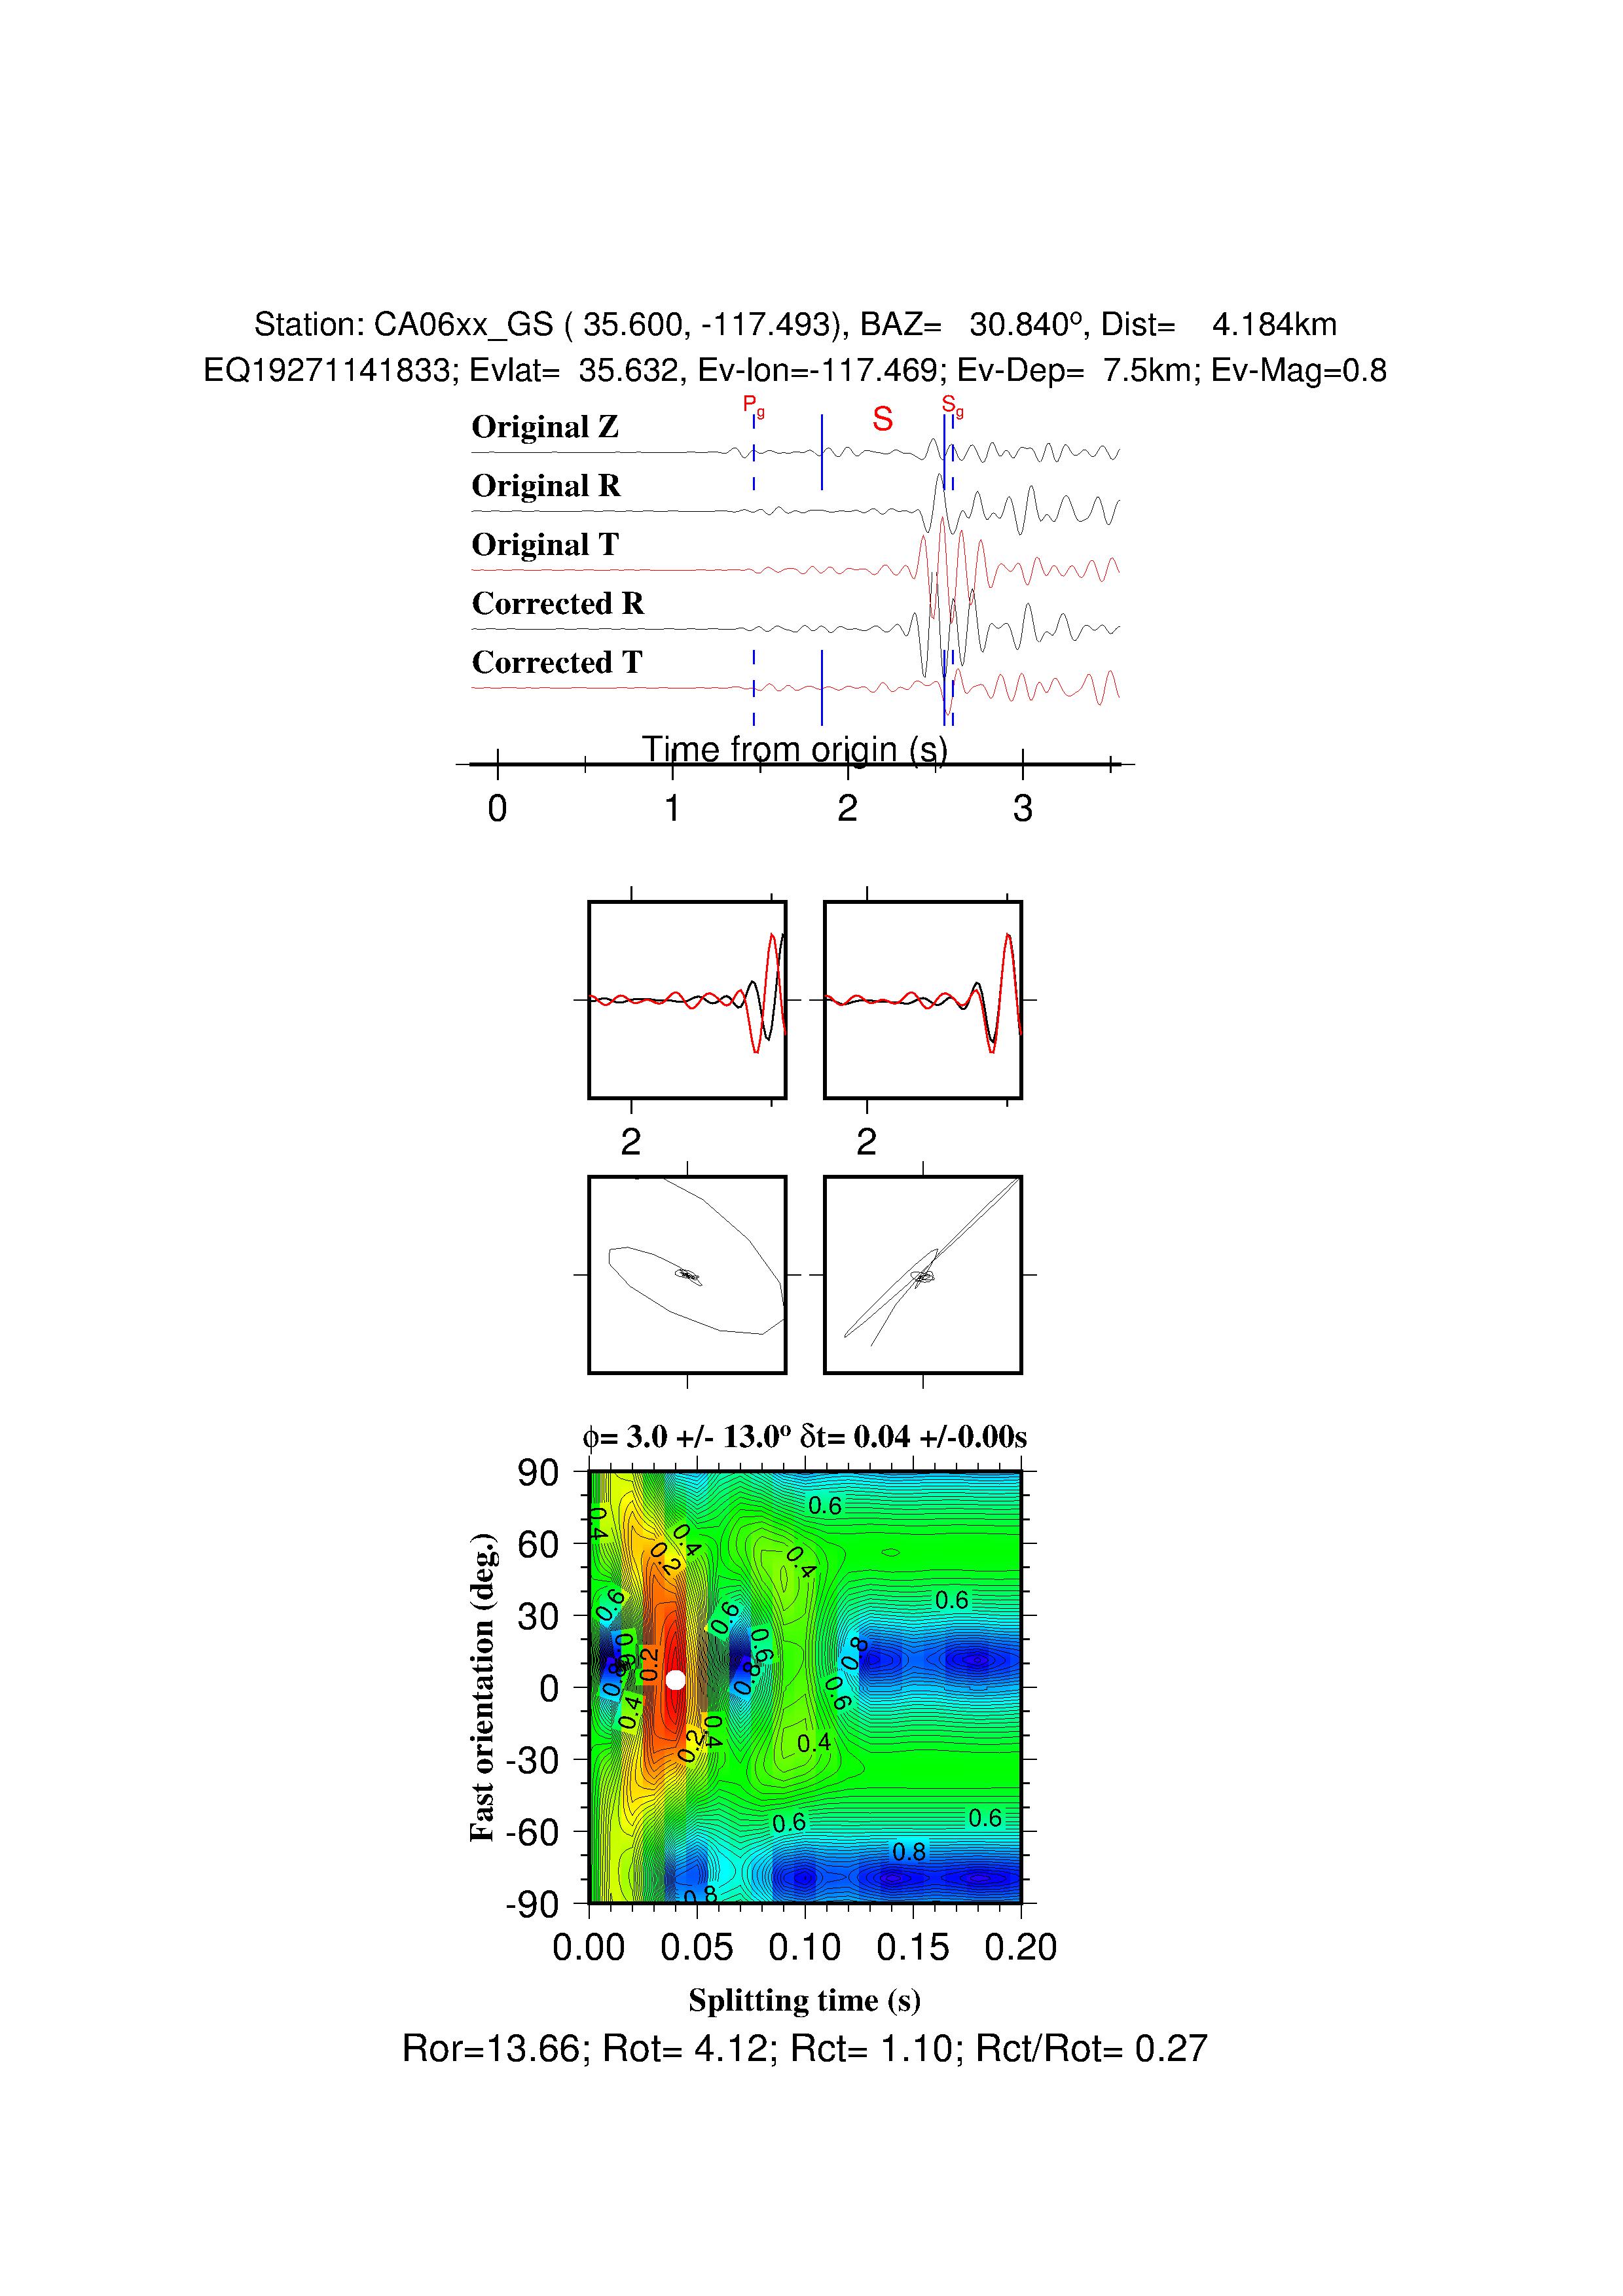 Station: CA06xx_GS ( 35.600, -117.493), BAZ= 30.840°, Dist= 4.184km
EQ19271141833; Evlat= 35.632, Ev-lon=-117.469; Ev-Dep= 7.5km; Ev-Mag=0.8
Pg S Sg
Original Z
Original R
Original T
Corrected R
Corrected T
Time from origin (s)
0 1 2 3
2 2
ϕ= 3.0 +/- 13.0° δt= 0.04 +/-0.00s
Fast orientation (deg.)
90
60
30
0
-30
-60
-90
0.6
0.4
0.4
0.2
0.4
0.6
0.6
0.6
0.6
0.2
0.8
0.8
0.8
0.4
0.6
0.2
0.4
0.4
0.6
0.6
0.8
0.8
0.00 0.05 0.10 0.15 0.20
Splitting time (s)
Ror=13.66; Rot= 4.12; Rct= 1.10; Rct/Rot= 0.27